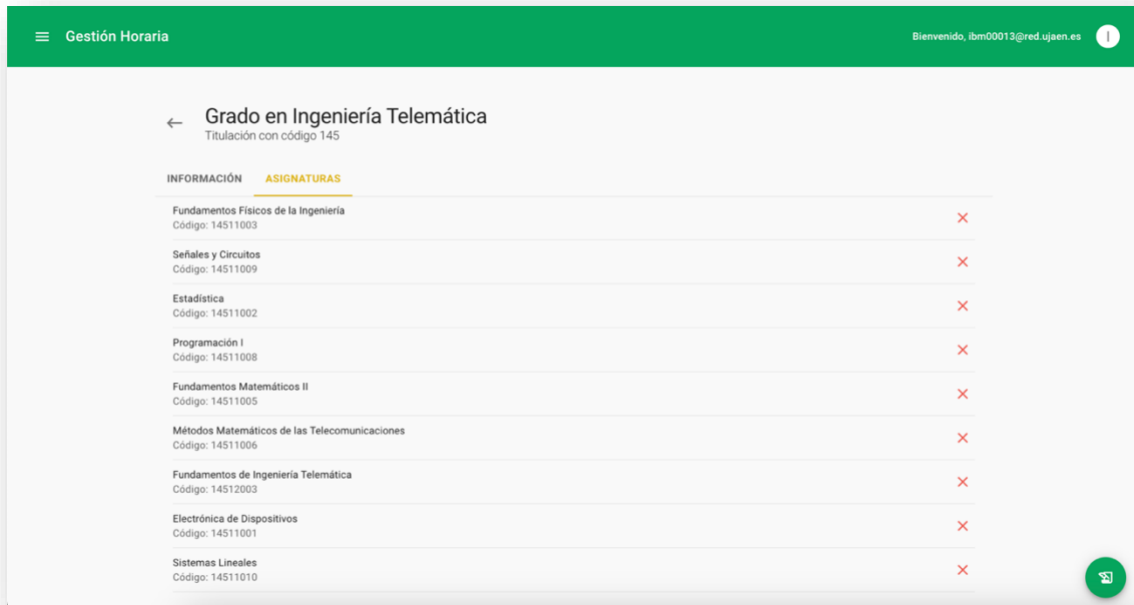 Gestión Horaria
Bienvenido, ibm00013@red.ujaen.es
I
Grado en Ingeniería Telemática
Titulación con código 145
INFORMACIÓN
ASIGNATURAS
Fundamentos Físicos de la Ingeniería
Código: 14511003
Señales y Circuitos
Código: 14511009
Estadística
Código: 14511002
Programación I
Código: 14511008
Fundamentos Matemáticos II
Código: 14511005
Métodos Matemáticos de las Telecomunicaciones
Código: 14511006
Fundamentos de Ingeniería Telemática
Código: 14512003
Electrónica de Dispositivos
Código: 14511001
Sistemas Lineales
Código: 14511010